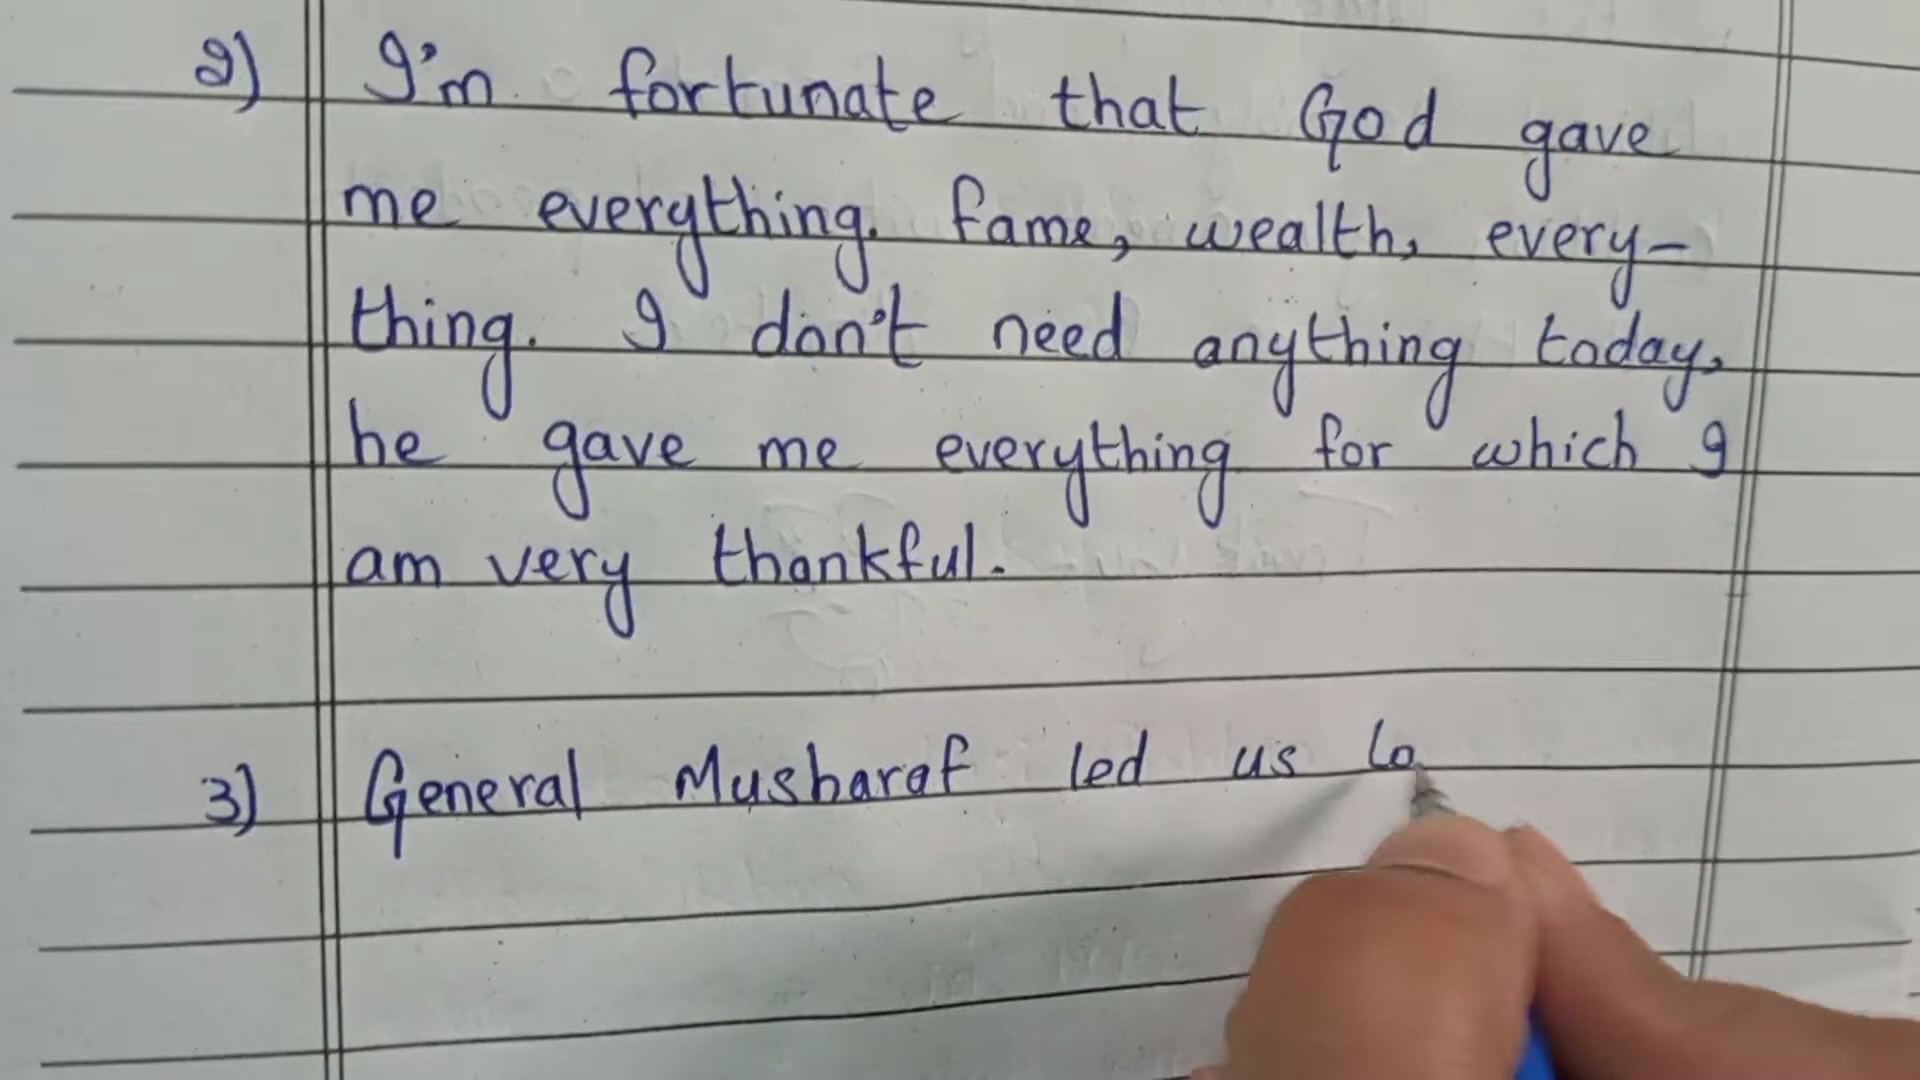 2) I'm fortunate that God gave
me everything. fame, wealth, every-
thing. I don't need anything today,
he gave me everything for which I
am very thankful.
3) General Musharaf led us lo